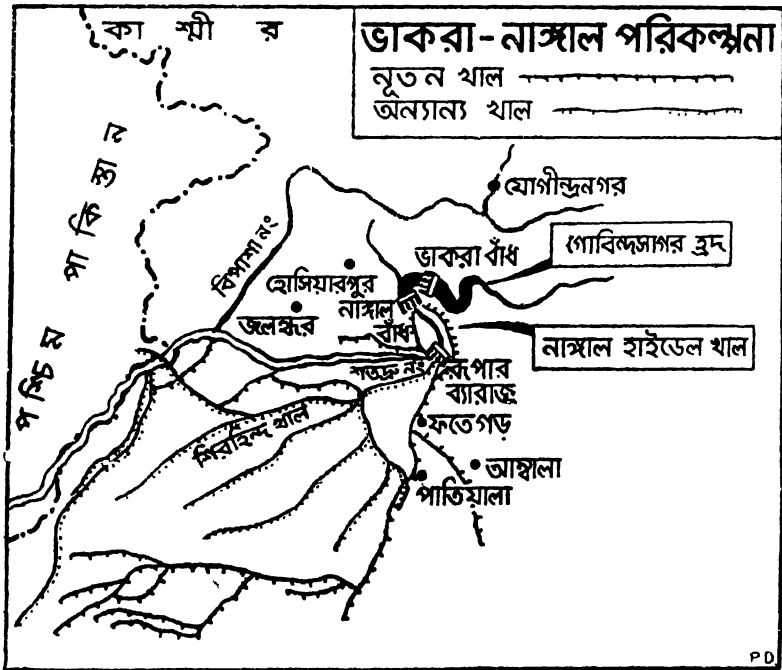 কাশ্মীর
ভাকরা-নাঙ্গাল পরিকল্পনা
নূতন খাল
অন্যান্য খাল
পশ্চিম পাকিস্তান
যোগীন্দ্রনগর
বিপাশা নং
ভাকরা বাঁধ
গোবিন্দসাগর হ্রদ
হোসিয়ারপুর
নাঙ্গাল
বাঁধ
জলন্ধর
নাঙ্গাল হাইডেল খাল
শতদ্রু নং
রূপার
ব্যারাজ
ফতেগড়
শিরহিন্দ খাল
আম্বালা
পাতিয়ালা
PD